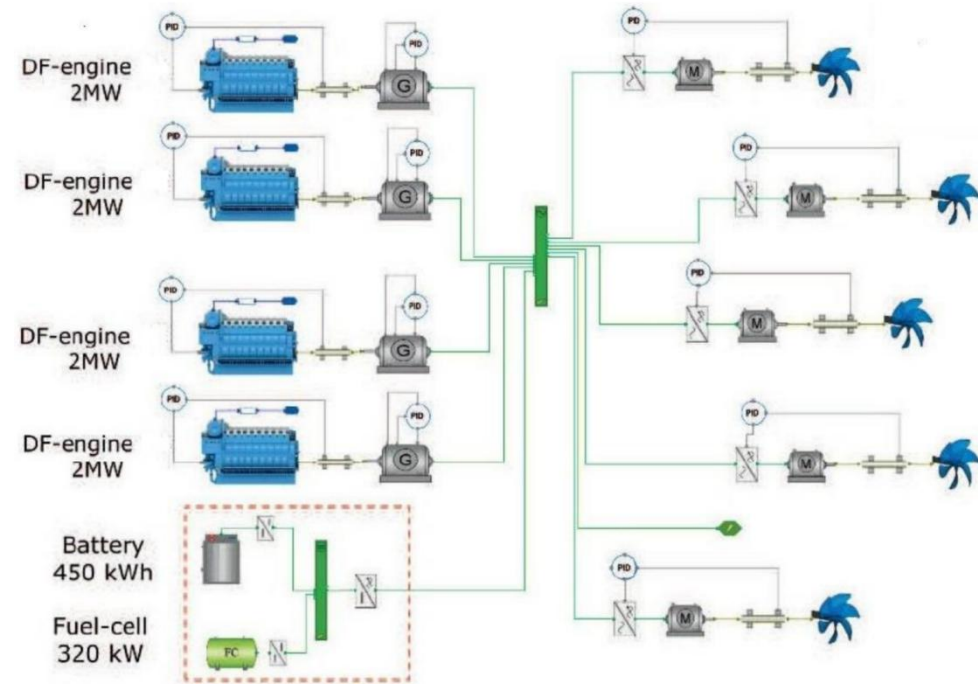 PID
PID
DF-engine
2MW
G
PID
M
PID
PID
DF-engine
2MW
G
PID
M
PID
PID
DF-engine
2MW
G
PID
M
PID
PID
DF-engine
2MW
G
PID
M
Battery
450 kWh
PID
M
Fuel-cell
320 kW
FC